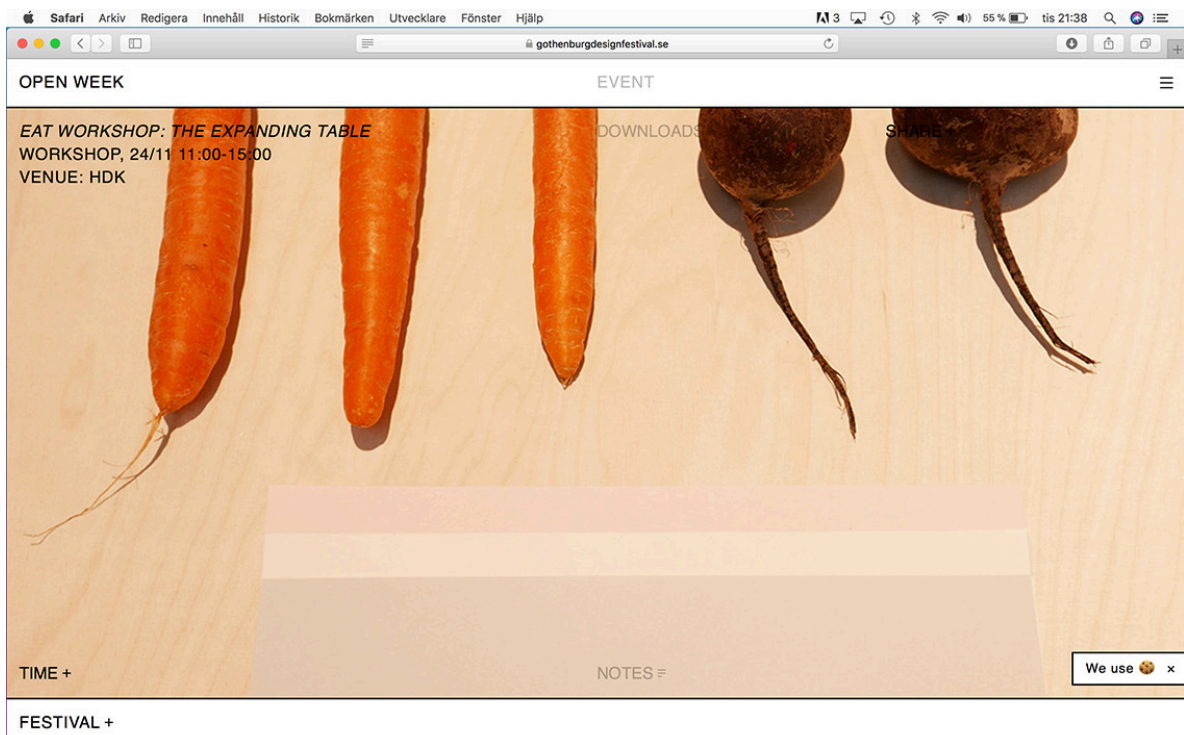 Safari Arkiv Redigera Innehåll Historik Bokmärken Utvecklare Fönster Hjälp 3 55 % tis 21:38
gothenburgdesignfestival.se
OPEN WEEK EVENT
EAT WORKSHOP: THE EXPANDING TABLE DOWNLOADS SHARE +
WORKSHOP, 24/11 11:00-15:00
VENUE: HDK
TIME + NOTES
We use 🍪 ×
FESTIVAL +